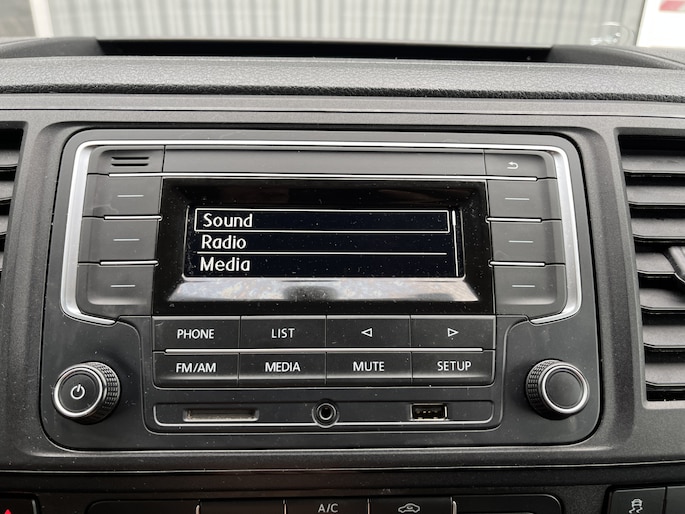 Sound
Radio
Media
PHONE LIST
FM/AM MEDIA MUTE SETUP
A/C